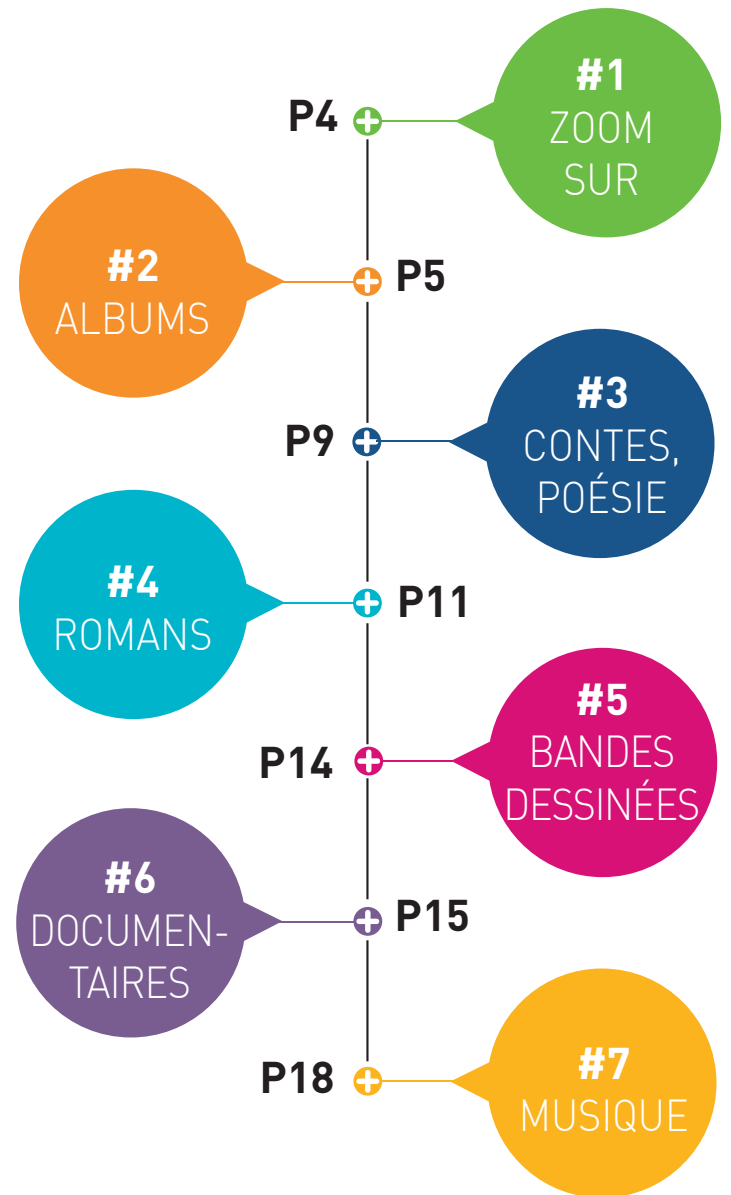 P4
#1
ZOOM
SUR
#2
ALBUMS
P5
P9
#3
CONTES,
POÉSIE
#4
ROMANS
P11
P14
#5
BANDES
DESSINÉES
#6
DOCUMEN-
TAIRES
P15
P18
#7
MUSIQUE